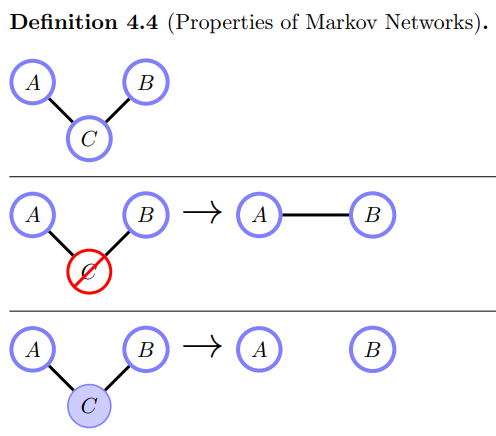 Definition 4.4 (Properties of Markov Networks).
A B
C
A B → A B
C
A B → A B
C